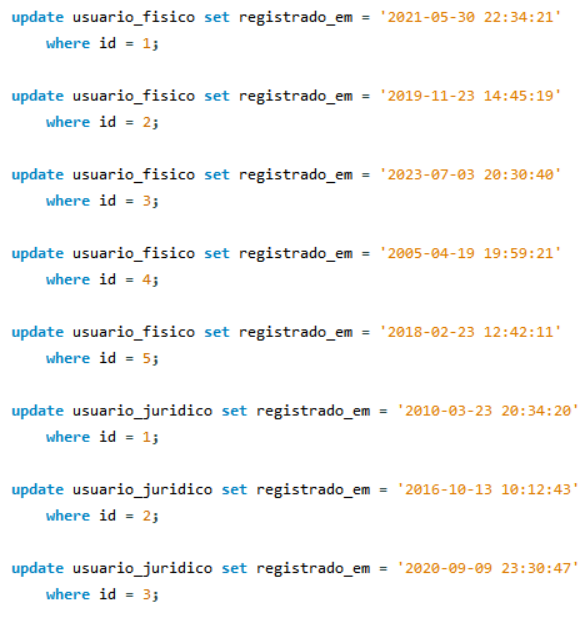 update usuario_fisico set registrado_em = '2021-05-30 22:34:21'
where id = 1;
update usuario_fisico set registrado_em = '2019-11-23 14:45:19'
where id = 2;
update usuario_fisico set registrado_em = '2023-07-03 20:30:40'
where id = 3;
update usuario_fisico set registrado_em = '2005-04-19 19:59:21'
where id = 4;
update usuario_fisico set registrado_em = '2018-02-23 12:42:11'
where id = 5;
update usuario_juridico set registrado_em = '2010-03-23 20:34:20'
where id = 1;
update usuario_juridico set registrado_em = '2016-10-13 10:12:43'
where id = 2;
update usuario_juridico set registrado_em = '2020-09-09 23:30:47'
where id = 3;